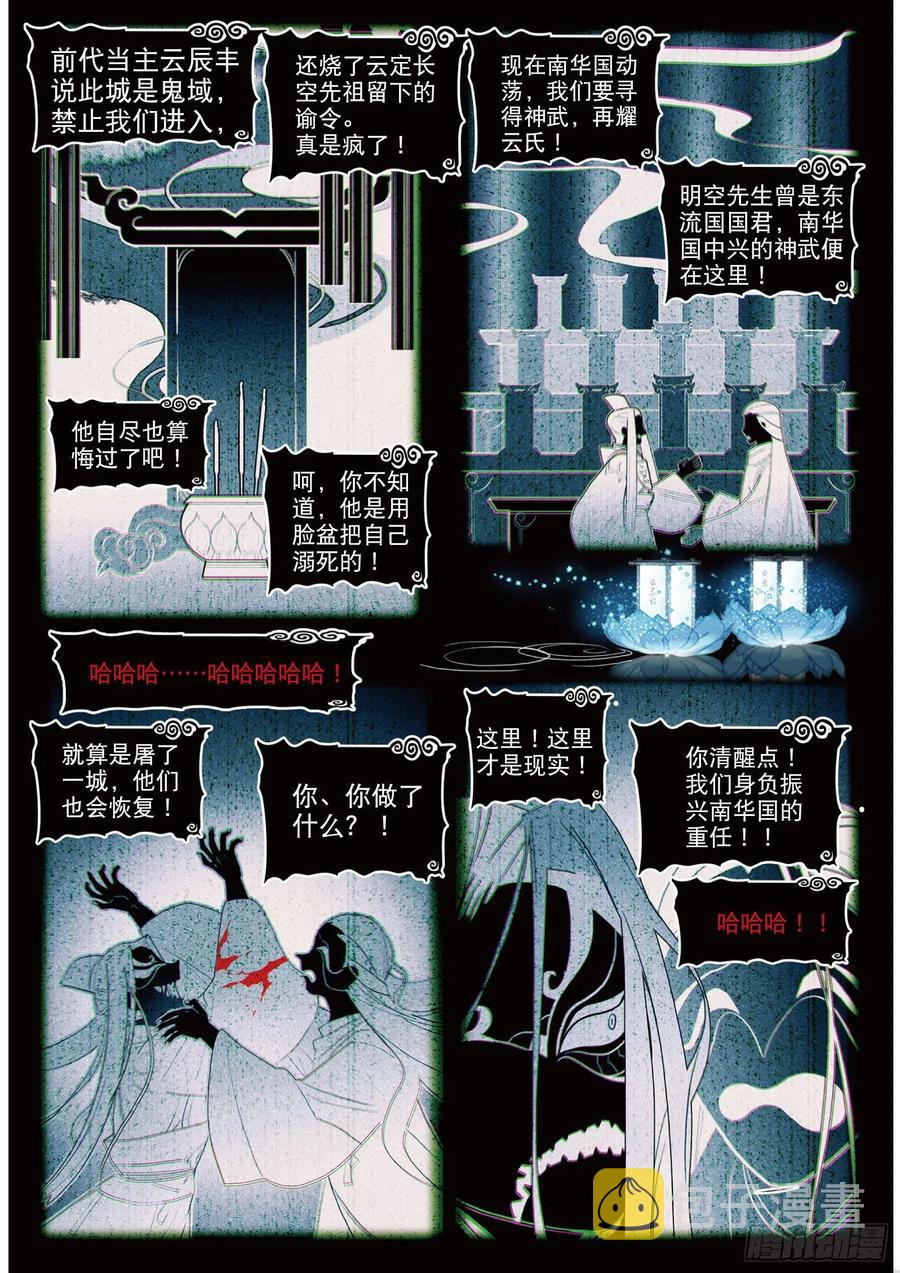 前代当主云辰丰
说此城是鬼域，
禁止我们进入，
还烧了云定长
空先祖留下的
谕令。
真是疯了！
现在南华国动
荡，我们要寻
得神武，再耀
云氏！
明空先生曾是东
流国国君，南华
国中兴的神武便
在这里！
他自尽也算
悔过了吧！
呵，你不知
道，他是用
脸盆把自己
溺死的！
哈哈哈……哈哈哈哈哈！
就算是屠了
一城，他们
也会恢复！
你、你做了
什么？！
这里！这里
才是现实！
你清醒点！
我们身负振
兴南华国的
重任！！
哈哈哈！！
包子漫畫
腾讯动漫